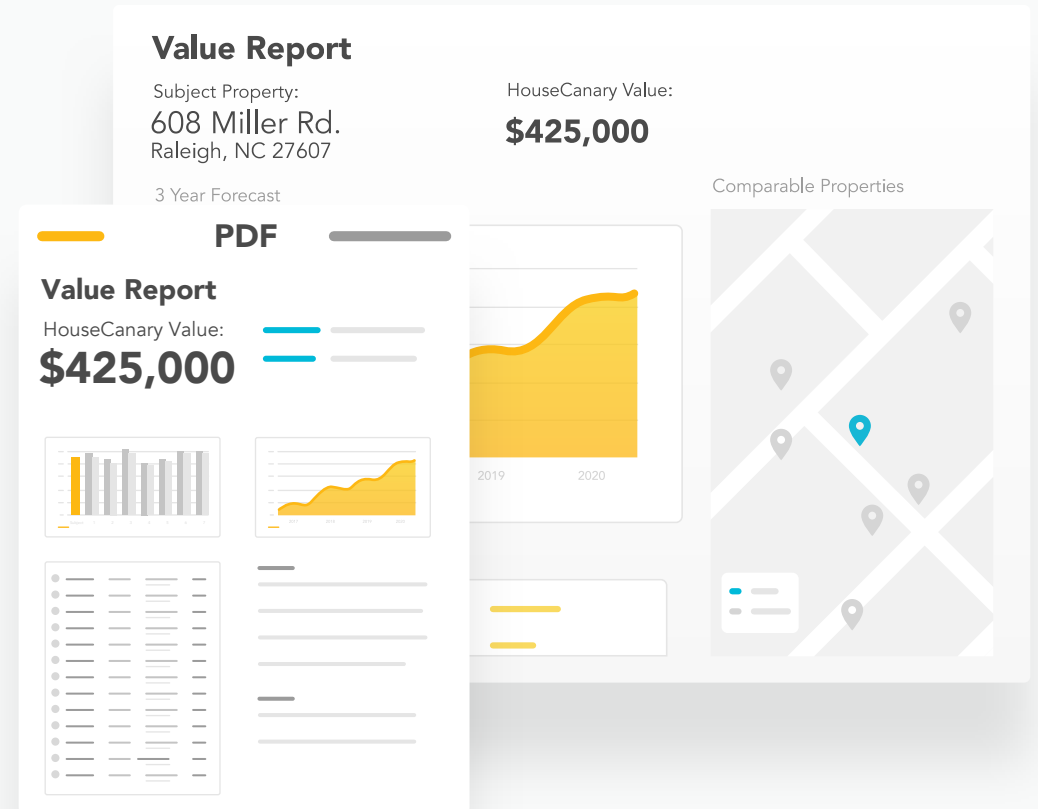 Value Report
Subject Property:
608 Miller Rd.
Raleigh, NC 27607
HouseCanary Value:
$425,000
3 Year Forecast
Comparable Properties
2019
2020
PDF
Value Report
HouseCanary Value:
$425,000